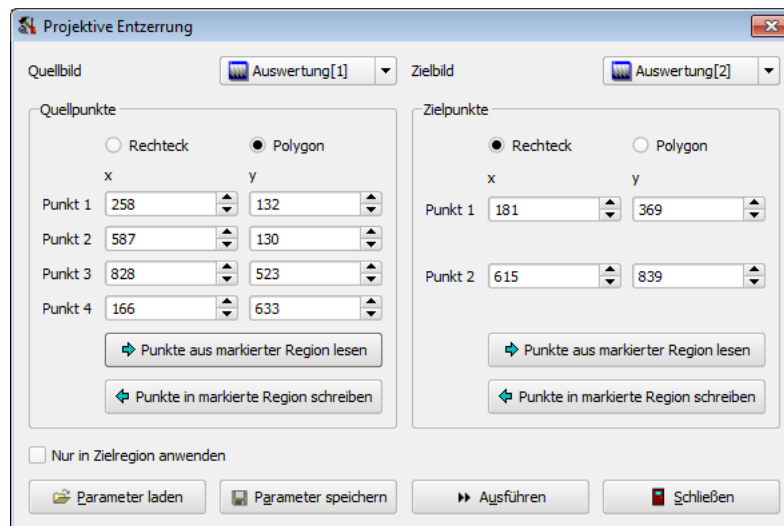 Projektive Entzerrung
Quellbild Auswertung[1] Zielbild Auswertung[2]
Quellpunkte
Rechteck Polygon
x y
Punkt 1 258 132
Punkt 2 587 130
Punkt 3 828 523
Punkt 4 166 633
Punkte aus markierter Region lesen
Punkte in markierte Region schreiben
Zielpunkte
Rechteck Polygon
x y
Punkt 1 181 369
Punkt 2 615 839
Punkte aus markierter Region lesen
Punkte in markierte Region schreiben
Nur in Zielregion anwenden
Parameter laden Parameter speichern Ausführen Schließen